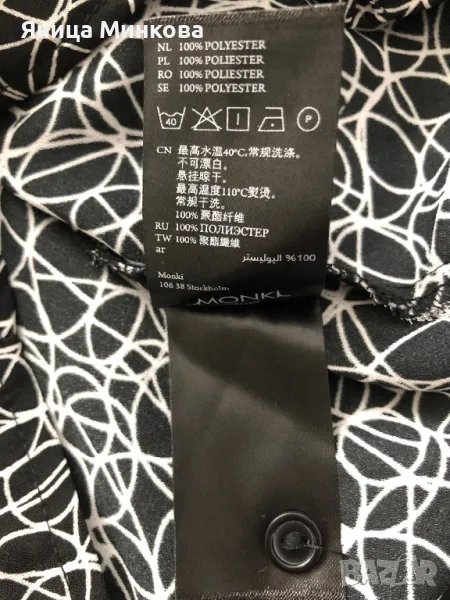 Якица Минкова
NL 100% POLYESTER
PL 100% POLIESTER
RO 100% POLIESTER
SE 100% POLYESTER
40
P
CN 最高水温40°C,常规洗涤.
不可漂白。
悬挂晾干。
最高温度110°C熨烫。
常规干洗.
100% 聚酯纤维
RU 100% ПОЛИЭСТЕР
TW 100% 聚酯纖維
ar
100% البوليستر
Monki
106 38 Stockholm
MONKI
bazar